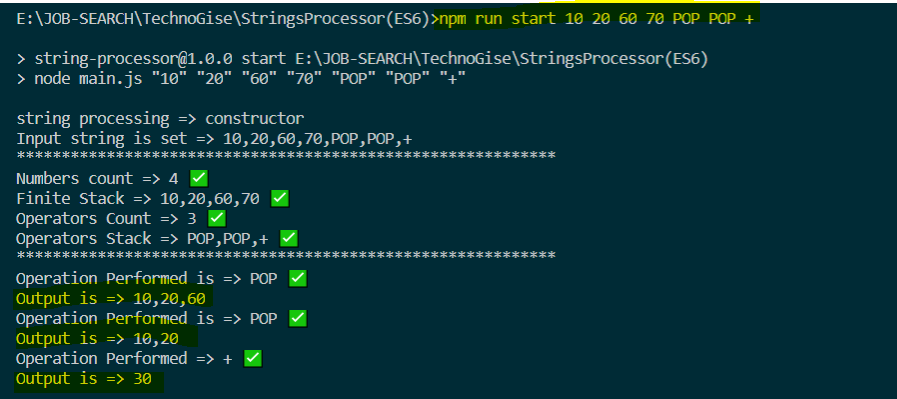 E:\JOB-SEARCH\TechnoGise\StringsProcessor(ES6)>npm run start 10 20 60 70 POP POP +
> string-processor@1.0.0 start E:\JOB-SEARCH\TechnoGise\StringsProcessor(ES6)
> node main.js "10" "20" "60" "70" "POP" "POP" "+"
string processing => constructor
Input string is set => 10,20,60,70,POP,POP,+
************************************************************
Numbers count => 4 ✅
Finite Stack => 10,20,60,70 ✅
Operators Count => 3 ✅
Operators Stack => POP,POP,+ ✅
************************************************************
Operation Performed is => POP ✅
Output is => 10,20,60
Operation Performed is => POP ✅
Output is => 10,20
Operation Performed => + ✅
Output is => 30